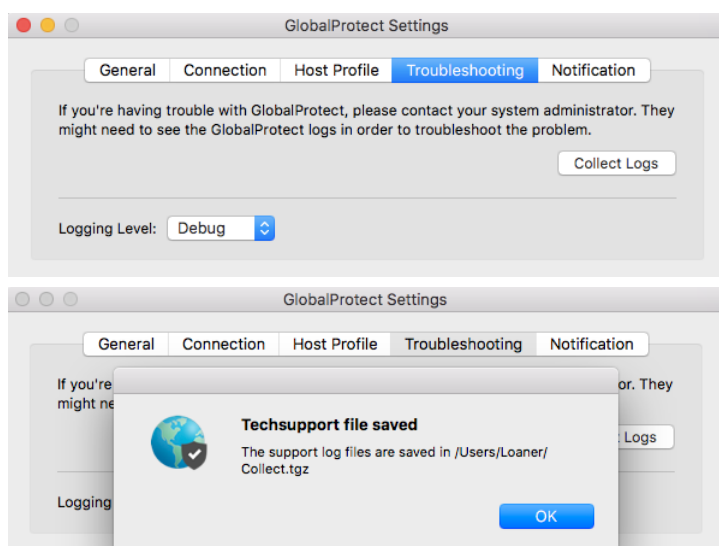 GlobalProtect Settings
General Connection Host Profile Troubleshooting Notification
If you're having trouble with GlobalProtect, please contact your system administrator. They
might need to see the GlobalProtect logs in order to troubleshoot the problem.
Collect Logs
Logging Level: Debug
GlobalProtect Settings
General Connection Host Profile Troubleshooting Notification
If you're or. They
might ne
Techsupport file saved
The support log files are saved in /Users/Loaner/
Collect.tgz
Logs
Logging
OK